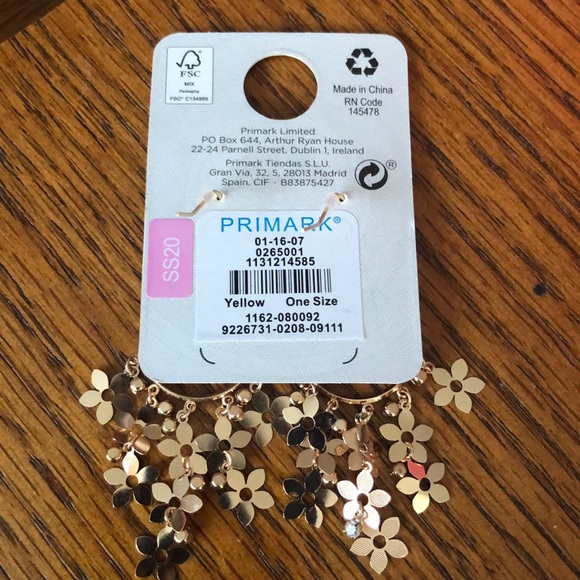 FSC
MIX
Packaging
FSC® C134985
Made in China
RN Code
145478
Primark Limited
PO Box 644, Arthur Ryan House
22-24 Parnell Street, Dublin 1, Ireland
Primark Tiendas S.L.U.
Gran Via, 32, 5, 28013 Madrid
Spain. CIF - B83875427
®
SS20
PRIMARK®
01-16-07
0265001
1131214585
Yellow One Size
1162-080092
9226731-0208-09111